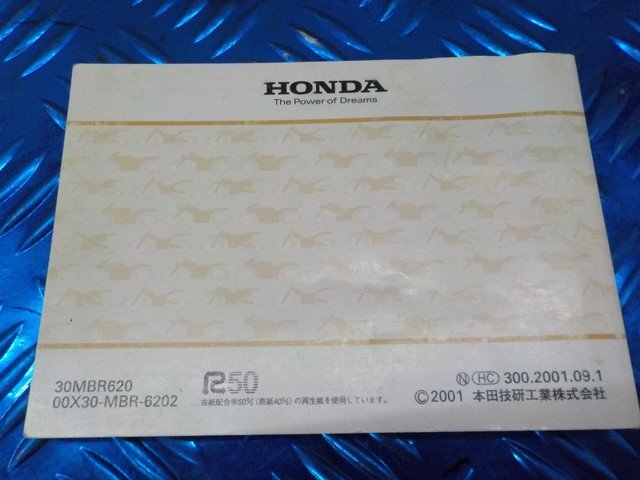 HONDA
The Power of Dreams
30MBR620
00X30-MBR-6202
R50
古紙配合率50%(表紙40%)の再生紙を使用しています。
N HC 300.2001.09.1
©2001 本田技研工業株式会社